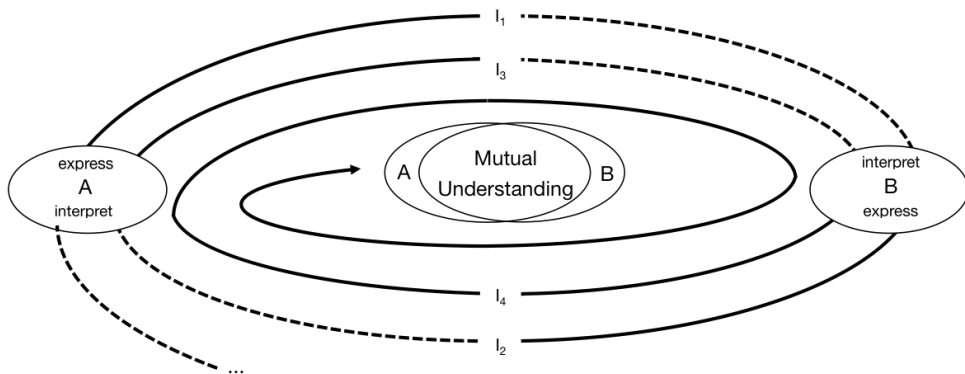 I₁
I₃
express
A
interpret
A
Mutual
Understanding
B
interpret
B
express
I₄
I₂
...